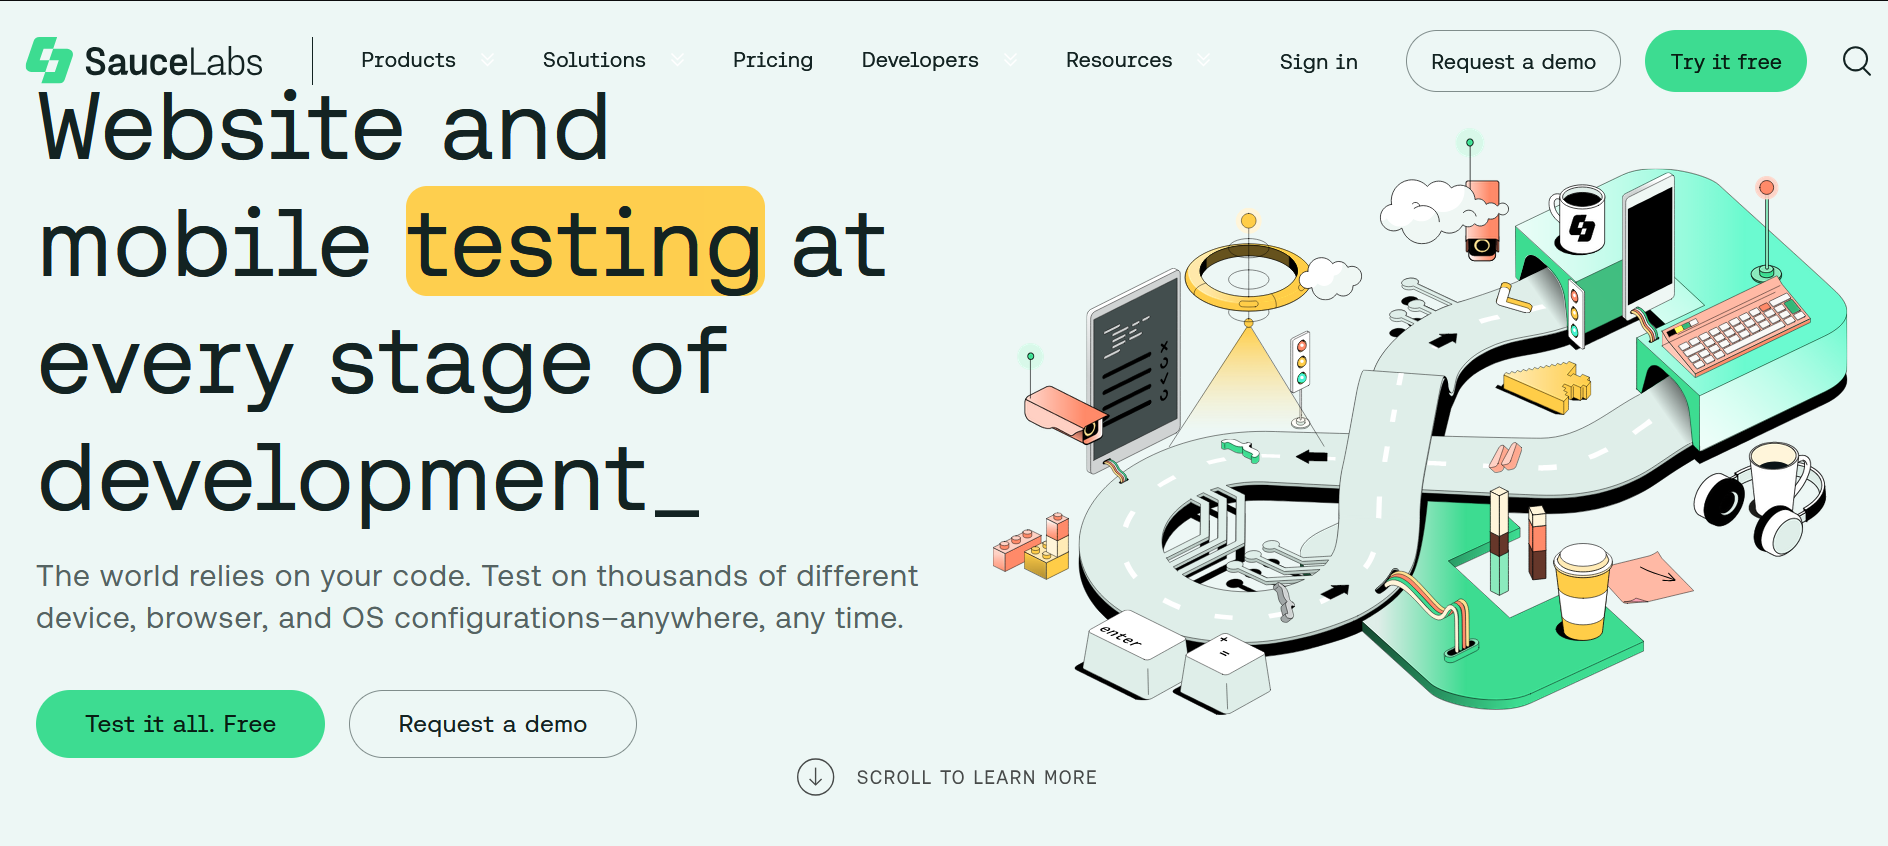 SauceLabs
Products
Solutions
Pricing
Developers
Resources
Sign in
Request a demo
Try it free
Website and
mobile testing at
every stage of
development_
The world relies on your code. Test on thousands of different
device, browser, and OS configurations–anywhere, any time.
Test it all. Free
Request a demo
SCROLL TO LEARN MORE
enter
+
=